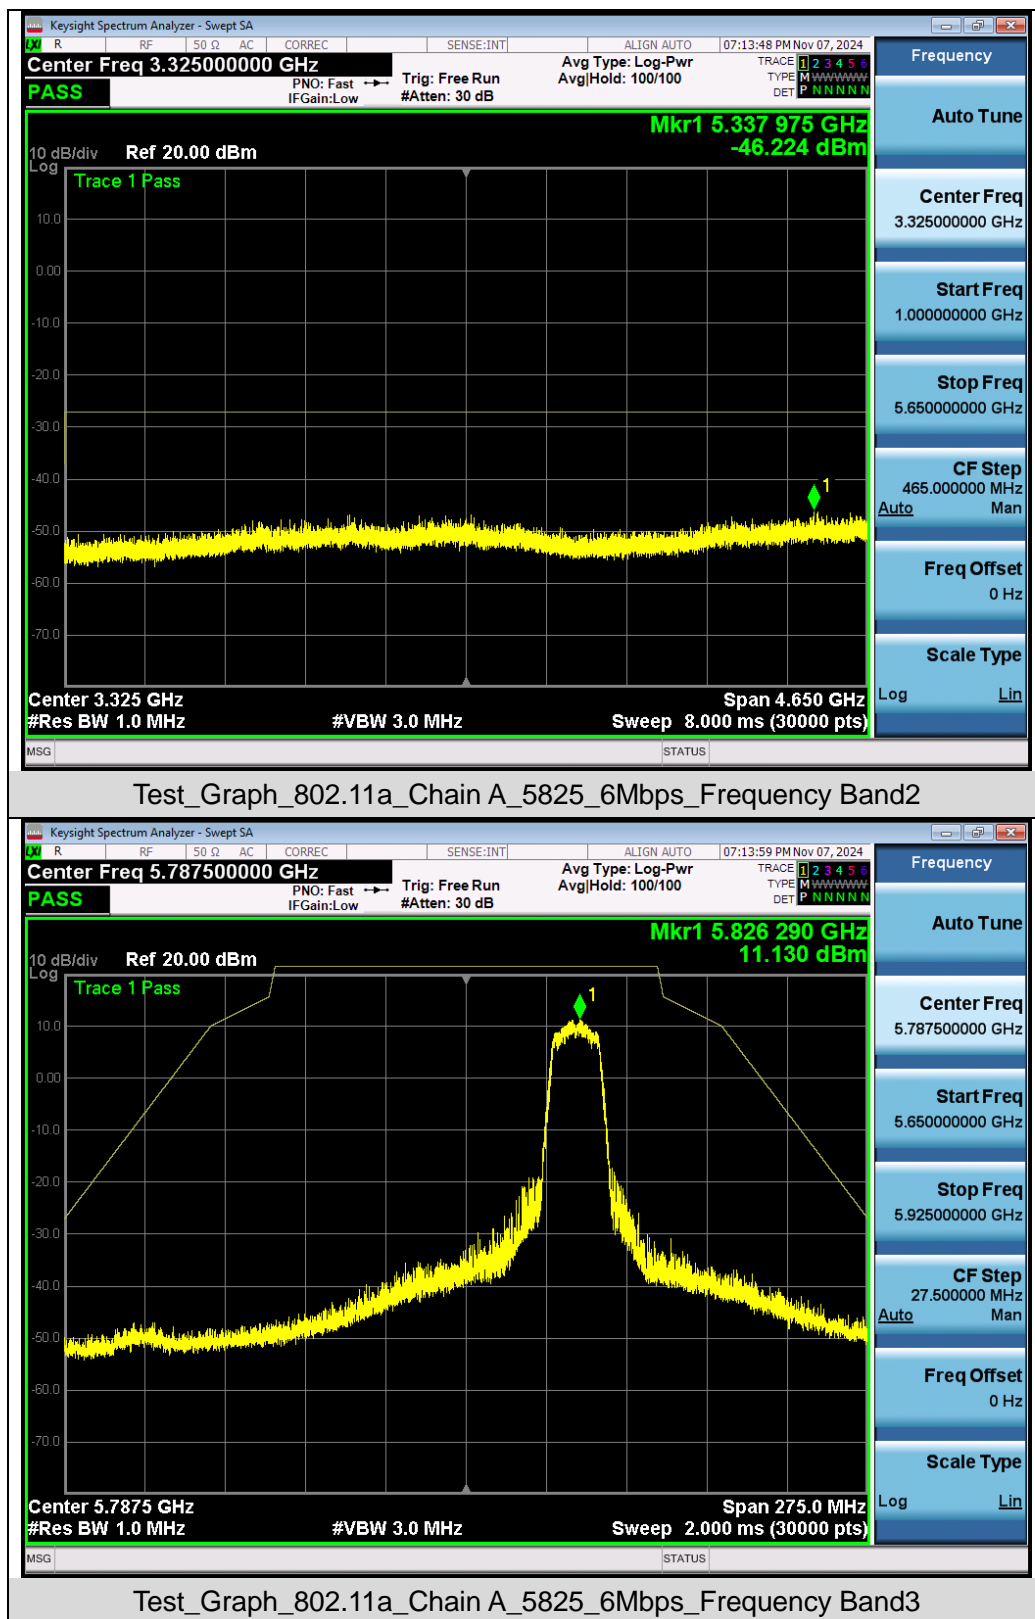 Keysight Spectrum Analyzer - Swept SA
LXI R RF 50 Ω AC CORREC SENSE:INT ALIGN AUTO 07:13:48 PM Nov 07, 2024
Center Freq 3.325000000 GHz
PASS
PNO: Fast
IFGain:Low
Trig: Free Run
#Atten: 30 dB
Avg Type: Log-Pwr
Avg|Hold: 100/100
TRACE 1 2 3 4 5 6
TYPE M WWWWW
DET P N N N N N
Mkr1 5.337 975 GHz
-46.224 dBm
10 dB/div Ref 20.00 dBm
Log
Trace 1 Pass
10.0
0.00
-10.0
-20.0
-30.0
-40.0
-50.0
-60.0
-70.0
1
Center 3.325 GHz Span 4.650 GHz
#Res BW 1.0 MHz #VBW 3.0 MHz Sweep 8.000 ms (30000 pts)
MSG STATUS
Frequency
Auto Tune
Center Freq
3.325000000 GHz
Start Freq
1.000000000 GHz
Stop Freq
5.650000000 GHz
CF Step
465.000000 MHz
Auto Man
Freq Offset
0 Hz
Scale Type
Log Lin
Test_Graph_802.11a_Chain A_5825_6Mbps_Frequency Band2
Keysight Spectrum Analyzer - Swept SA
LXI R RF 50 Ω AC CORREC SENSE:INT ALIGN AUTO 07:13:59 PM Nov 07, 2024
Center Freq 5.787500000 GHz
PASS
PNO: Fast
IFGain:Low
Trig: Free Run
#Atten: 30 dB
Avg Type: Log-Pwr
Avg|Hold: 100/100
TRACE 1 2 3 4 5 6
TYPE M WWWWW
DET P N N N N N
Mkr1 5.826 290 GHz
11.130 dBm
10 dB/div Ref 20.00 dBm
Log
Trace 1 Pass
10.0
0.00
-10.0
-20.0
-30.0
-40.0
-50.0
-60.0
-70.0
1
Center 5.7875 GHz Span 275.0 MHz
#Res BW 1.0 MHz #VBW 3.0 MHz Sweep 2.000 ms (30000 pts)
MSG STATUS
Frequency
Auto Tune
Center Freq
5.787500000 GHz
Start Freq
5.650000000 GHz
Stop Freq
5.925000000 GHz
CF Step
27.500000 MHz
Auto Man
Freq Offset
0 Hz
Scale Type
Log Lin
Test_Graph_802.11a_Chain A_5825_6Mbps_Frequency Band3